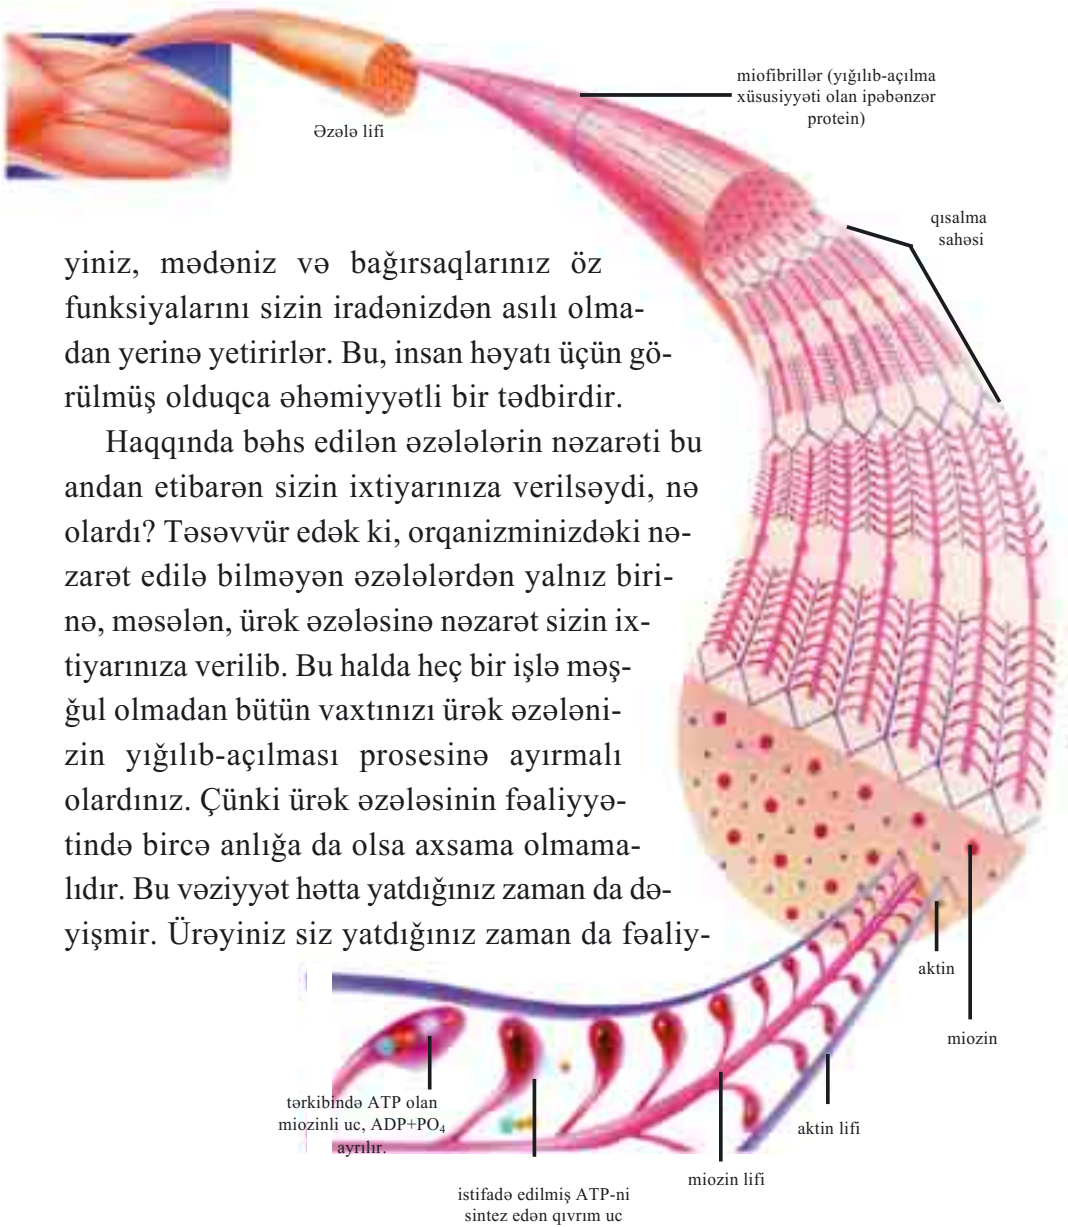 miofibrillər (yığılıb-açılma
xüsusiyyəti olan ipəbənzər
protein)
Əzələ lifi
qısalma
sahəsi
yiniz, mədəniz və bağırsaqlarınız öz
funksiyalarını sizin iradənizdən asılı olma-
dan yerinə yetirirlər. Bu, insan həyatı üçün gö-
rülmüş olduqca əhəmiyyətli bir tədbirdir.
Haqqında bəhs edilən əzələlərin nəzarəti bu
andan etibarən sizin ixtiyarınıza verilsəydi, nə
olardı? Təsəvvür edək ki, orqanizminizdəki nə-
zarət edilə bilməyən əzələlərdən yalnız biri-
nə, məsələn, ürək əzələsinə nəzarət sizin ix-
tiyarınıza verilib. Bu halda heç bir işlə məş-
ğul olmadan bütün vaxtınızı ürək əzələni-
zin yığılıb-açılması prosesinə ayırmalı
olardınız. Çünki ürək əzələsinin fəaliyyə-
tində bircə anlığa da olsa axsama olmama-
lıdır. Bu vəziyyət hətta yatdığınız zaman da də-
yişmir. Ürəyiniz siz yatdığınız zaman da fəaliy-
aktin
miozin
tərkibində ATP olan
miozinli uc, ADP+PO₄
ayrılır.
aktin lifi
miozin lifi
istifadə edilmiş ATP-ni
sintez edən qıvrım uc